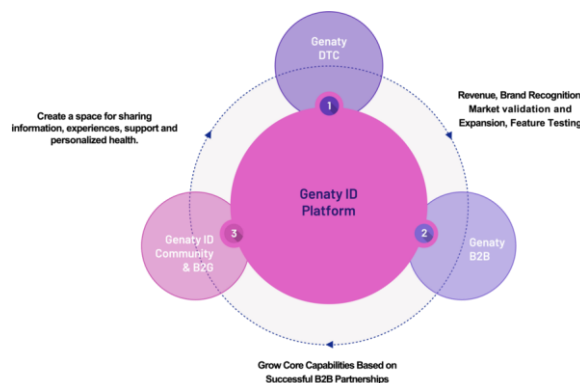 Genaty
DTC
1
Revenue, Brand Recognition
Market validation and
Expansion, Feature Testing
Create a space for sharing
information, experiences, support and
personalized health.
Genaty ID
Platform
Genaty ID
Community
& B2G
3
2
Genaty
B2B
Grow Core Capabilities Based on
Successful B2B Partnerships